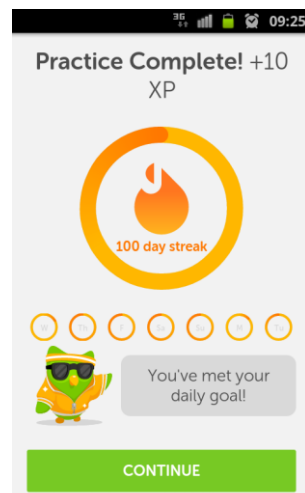 3G 09:25
Practice Complete! +10
XP
100 day streak
W Th F Sa Su M Tu
You've met your
daily goal!
CONTINUE